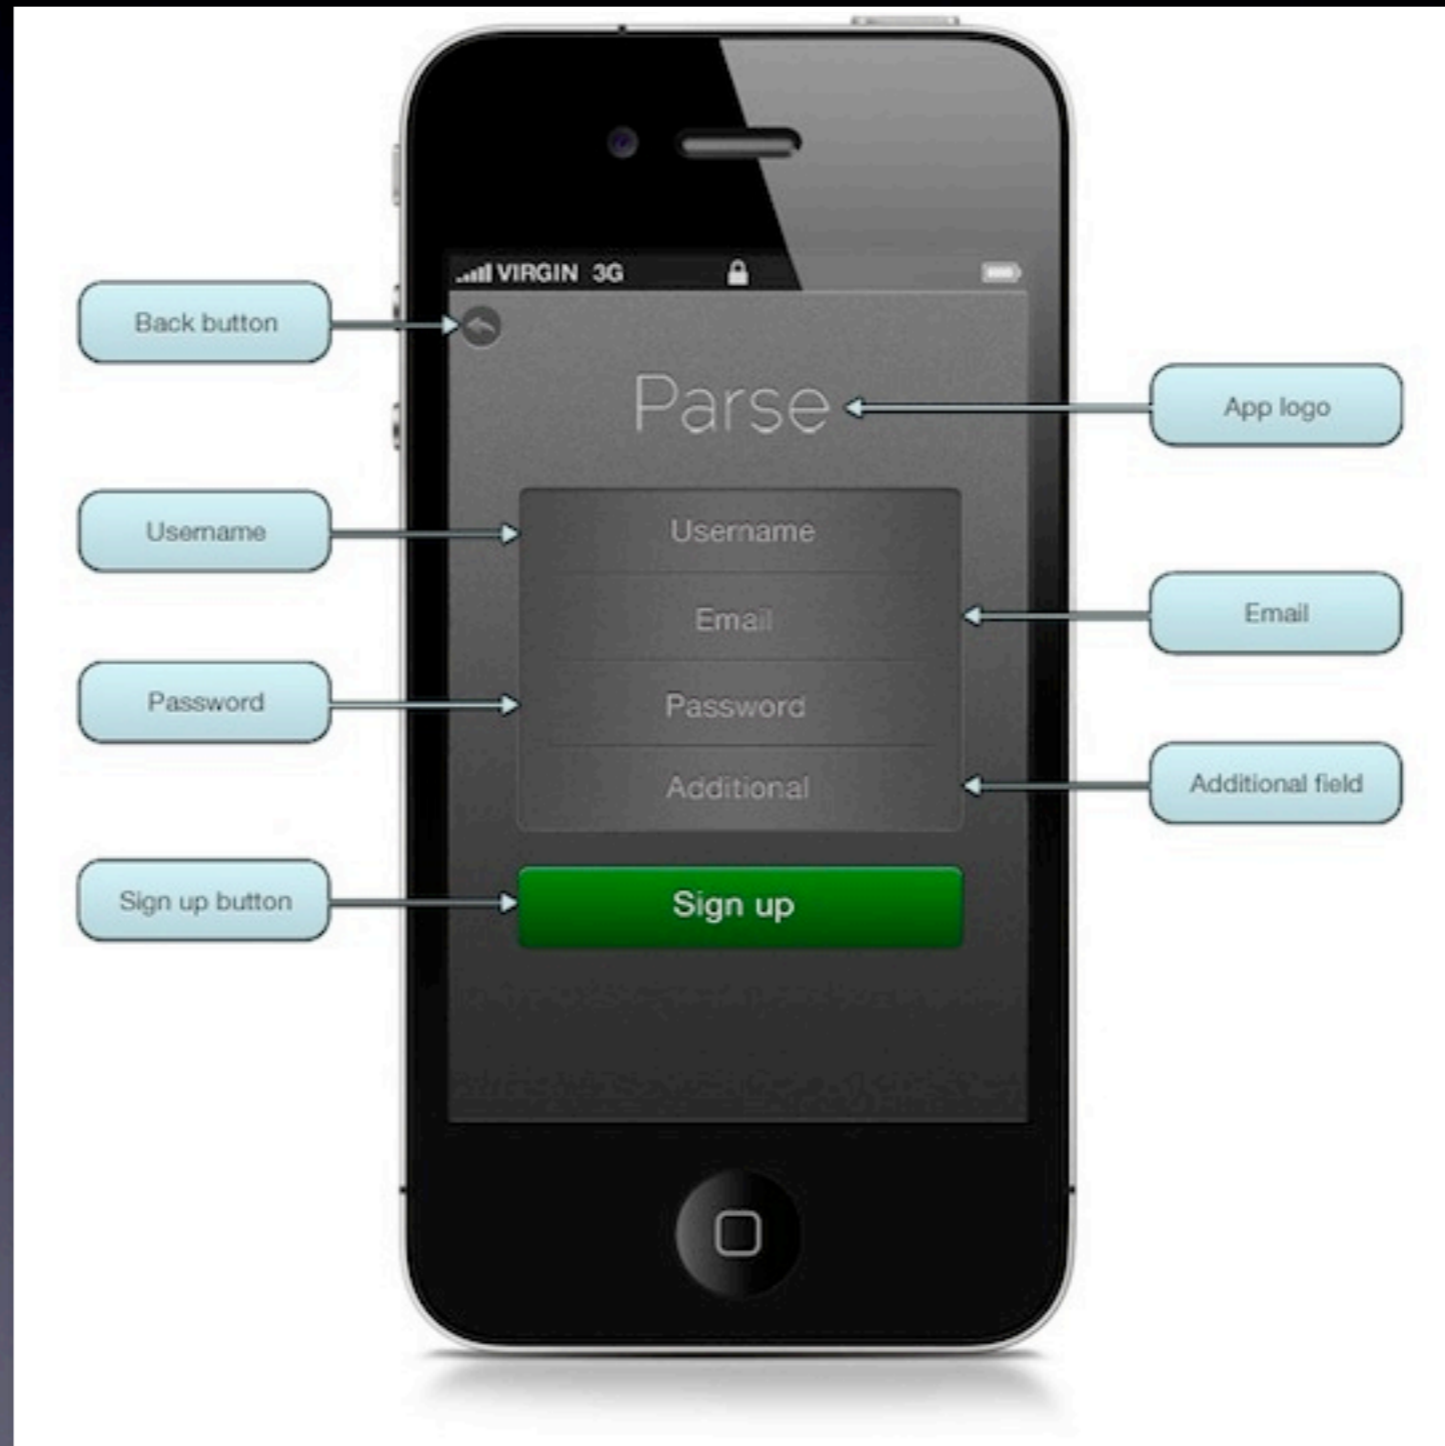 VIRGIN 3G
Back button
Parse
App logo
Username
Username
Email
Email
Password
Password
Additional
Additional field
Sign up button
Sign up